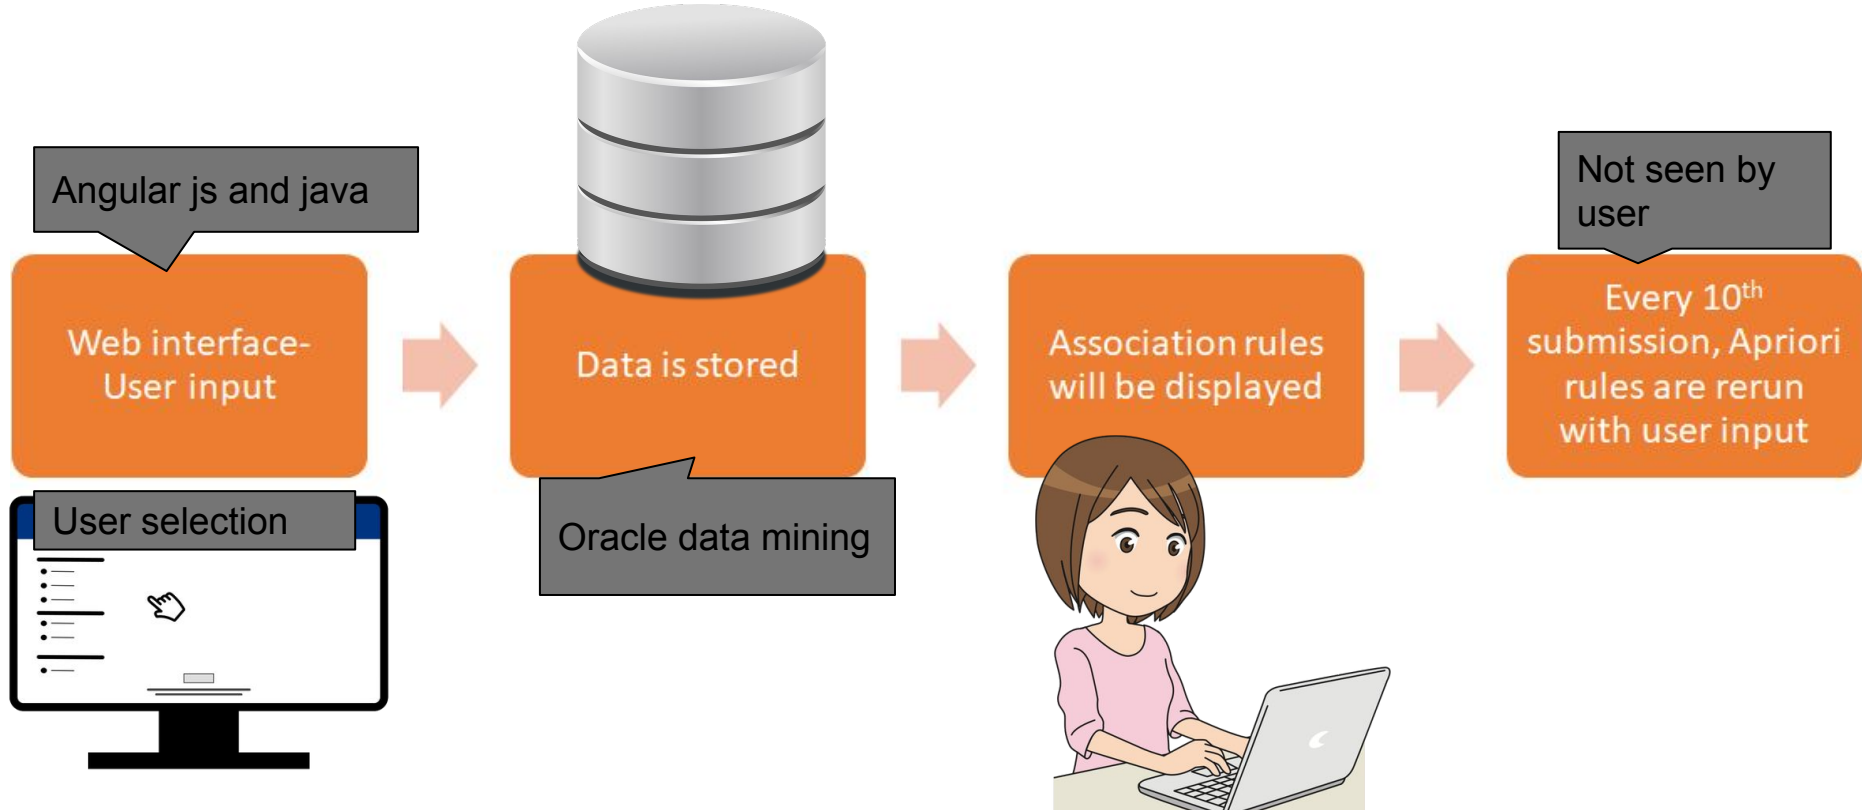 Angular js and java
Web interface-
User input
User selection
Data is stored
Oracle data mining
Association rules
will be displayed
Not seen by
user
Every 10th
submission, Apriori
rules are rerun
with user input